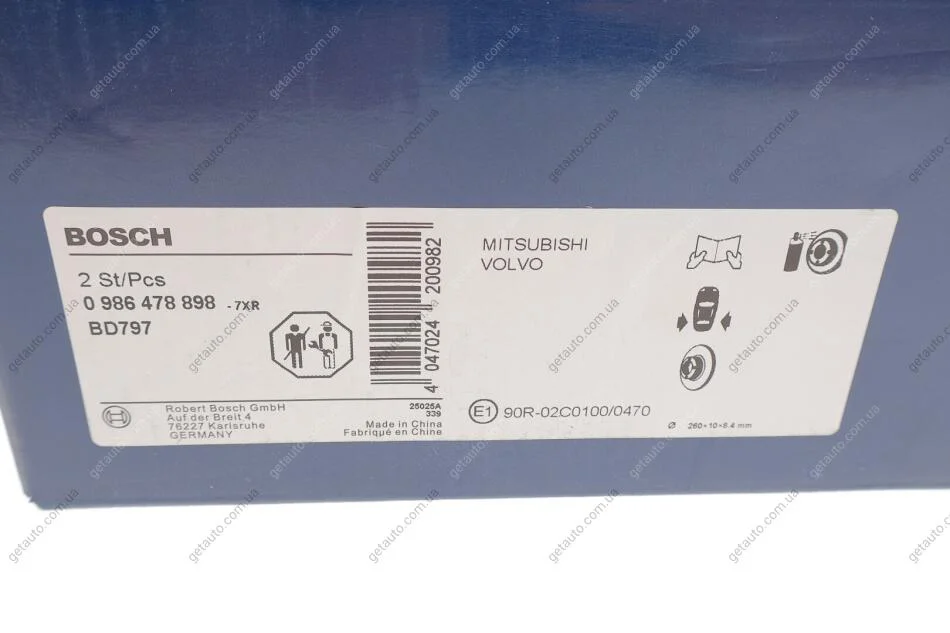 BOSCH
2 St/Pcs
0 986 478 898 -7XR
BD797
4 047024 200982
Robert Bosch GmbH
Auf der Breit 4
76227 Karlsruhe
GERMANY
25025A
339
Made in China
Fabriqué en Chine
MITSUBISHI
VOLVO
E1 90R-02C0100/0470
Ø 260×10×8.4 mm
getauto.com.ua